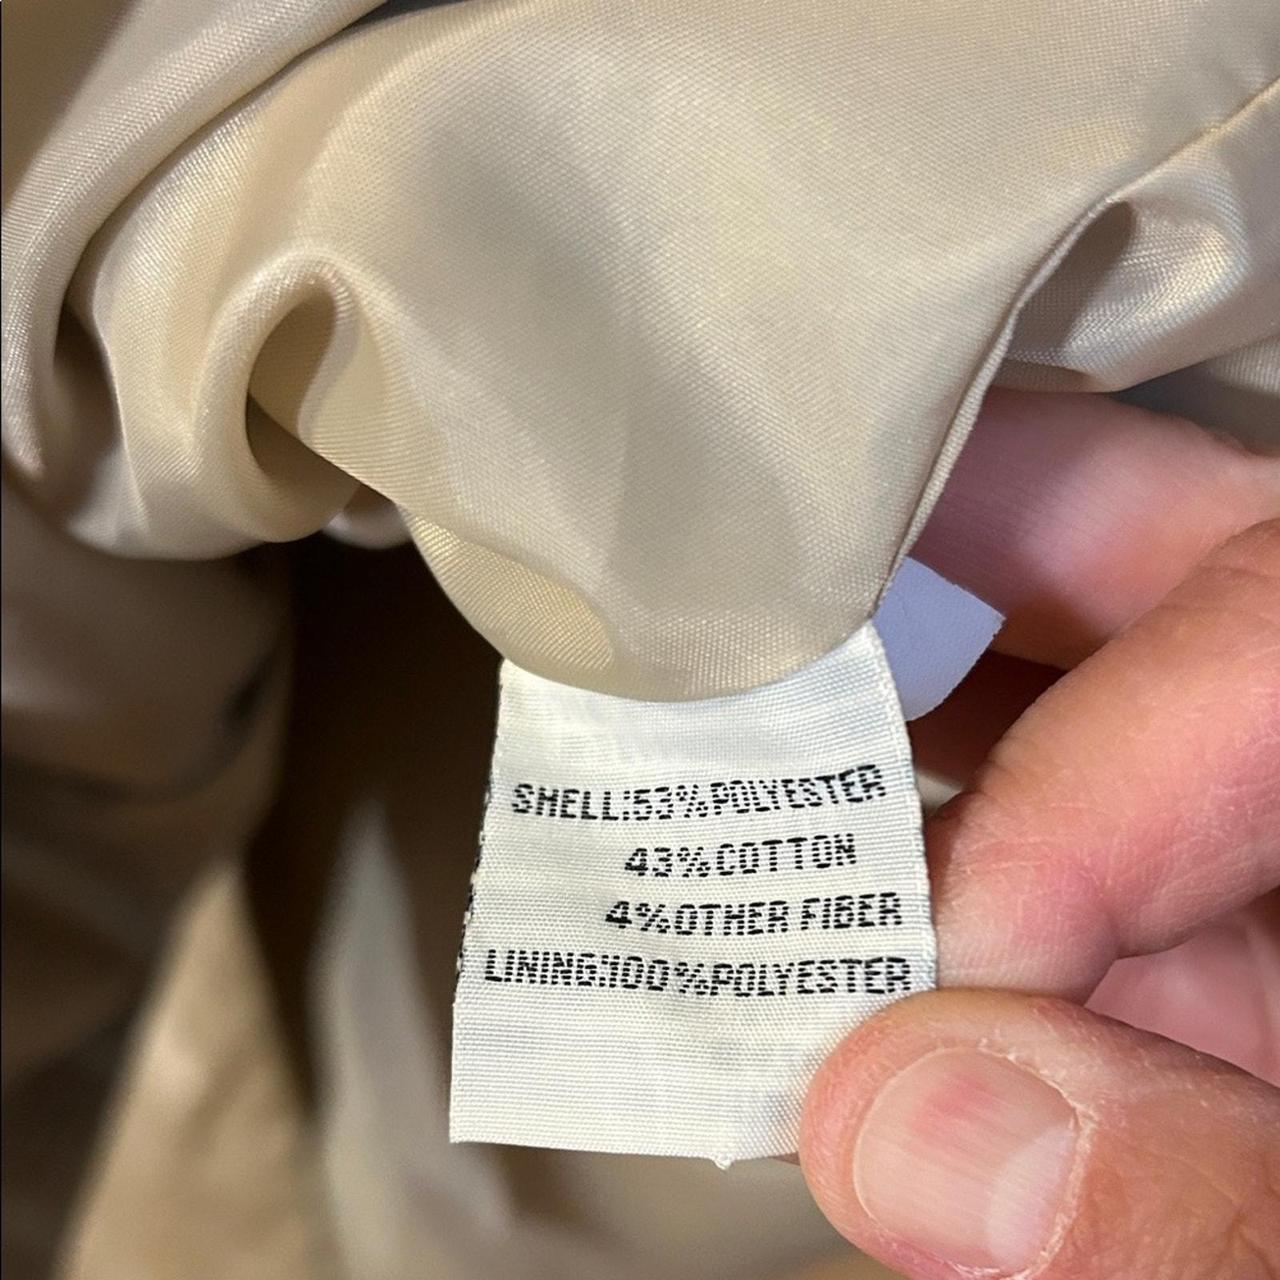 SHELL:53%POLYESTER
43%COTTON
4%OTHER FIBER
LINING:100%POLYESTER